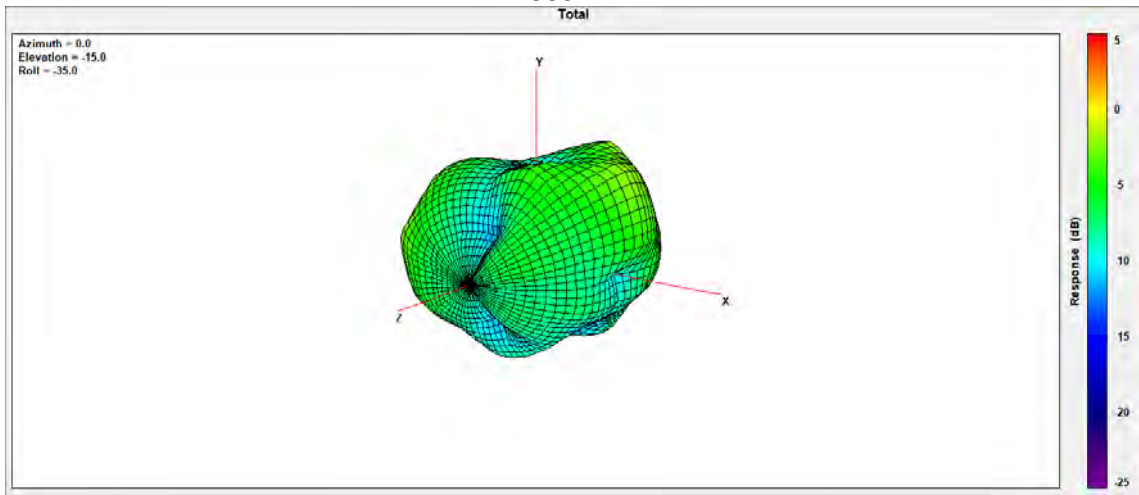 Total
Azimuth = 0.0
Elevation = -15.0
Roll = -35.0
Y
X
Z
5
0
-5
10
15
-20
-25
Response (dB)